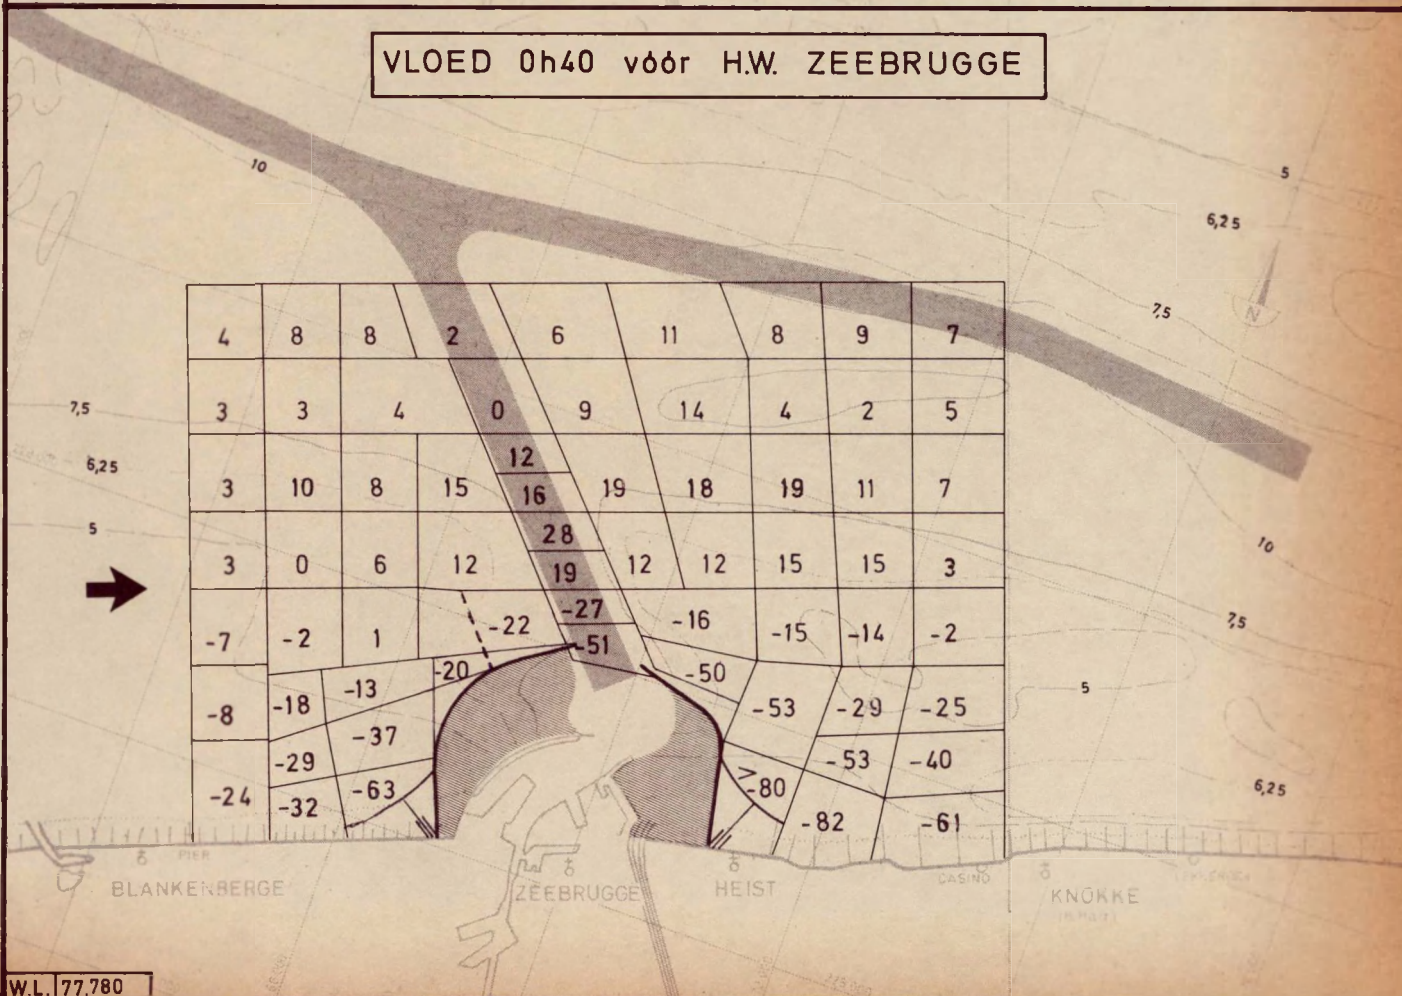 VLOED 0h40 vóór H.W. ZEEBRUGGE
10
5
6,25
7,5
N
4 8 8 2 6 11 8 9 7
7,5
3 3 4 0 9 14 4 2 5
6,25
12
3 10 8 15 16 19 18 19 11 7
5
28
10
3 0 6 12 19 12 12 15 15 3
-27
7,5
-7 -2 1 -22 -51 -16 -15 -14 -2
-20 -50
5
-8 -18 -13 -53 -29 -25
-37
-29 -53 -40
V
-24 -32 -63 -80
6,25
-82 -61
PIER
BLANKENBERGE ZEEBRUGGE HEIST CASINO KNOKKE
W.L. 77.780